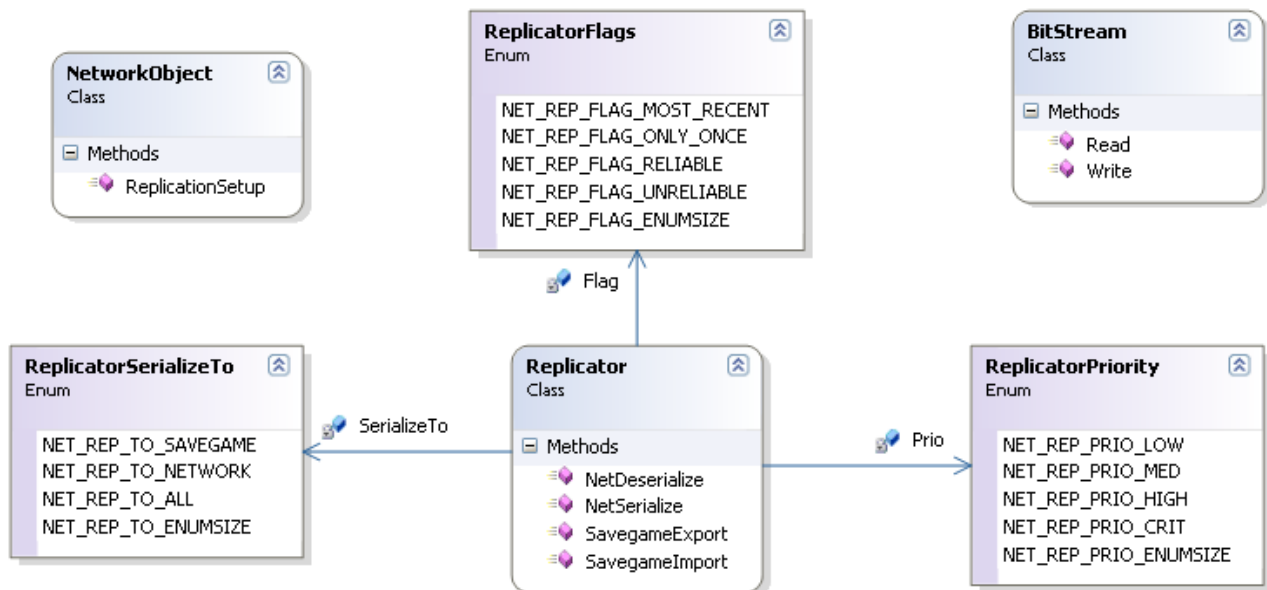 NetworkObject
Class
Methods
ReplicationSetup
ReplicatorFlags
Enum
NET_REP_FLAG_MOST_RECENT
NET_REP_FLAG_ONLY_ONCE
NET_REP_FLAG_RELIABLE
NET_REP_FLAG_UNRELIABLE
NET_REP_FLAG_ENUMSIZE
BitStream
Class
Methods
Read
Write
Flag
ReplicatorSerializeTo
Enum
NET_REP_TO_SAVEGAME
NET_REP_TO_NETWORK
NET_REP_TO_ALL
NET_REP_TO_ENUMSIZE
SerializeTo
Replicator
Class
Methods
NetDeserialize
NetSerialize
SavegameExport
SavegameImport
Prio
ReplicatorPriority
Enum
NET_REP_PRIO_LOW
NET_REP_PRIO_MED
NET_REP_PRIO_HIGH
NET_REP_PRIO_CRIT
NET_REP_PRIO_ENUMSIZE